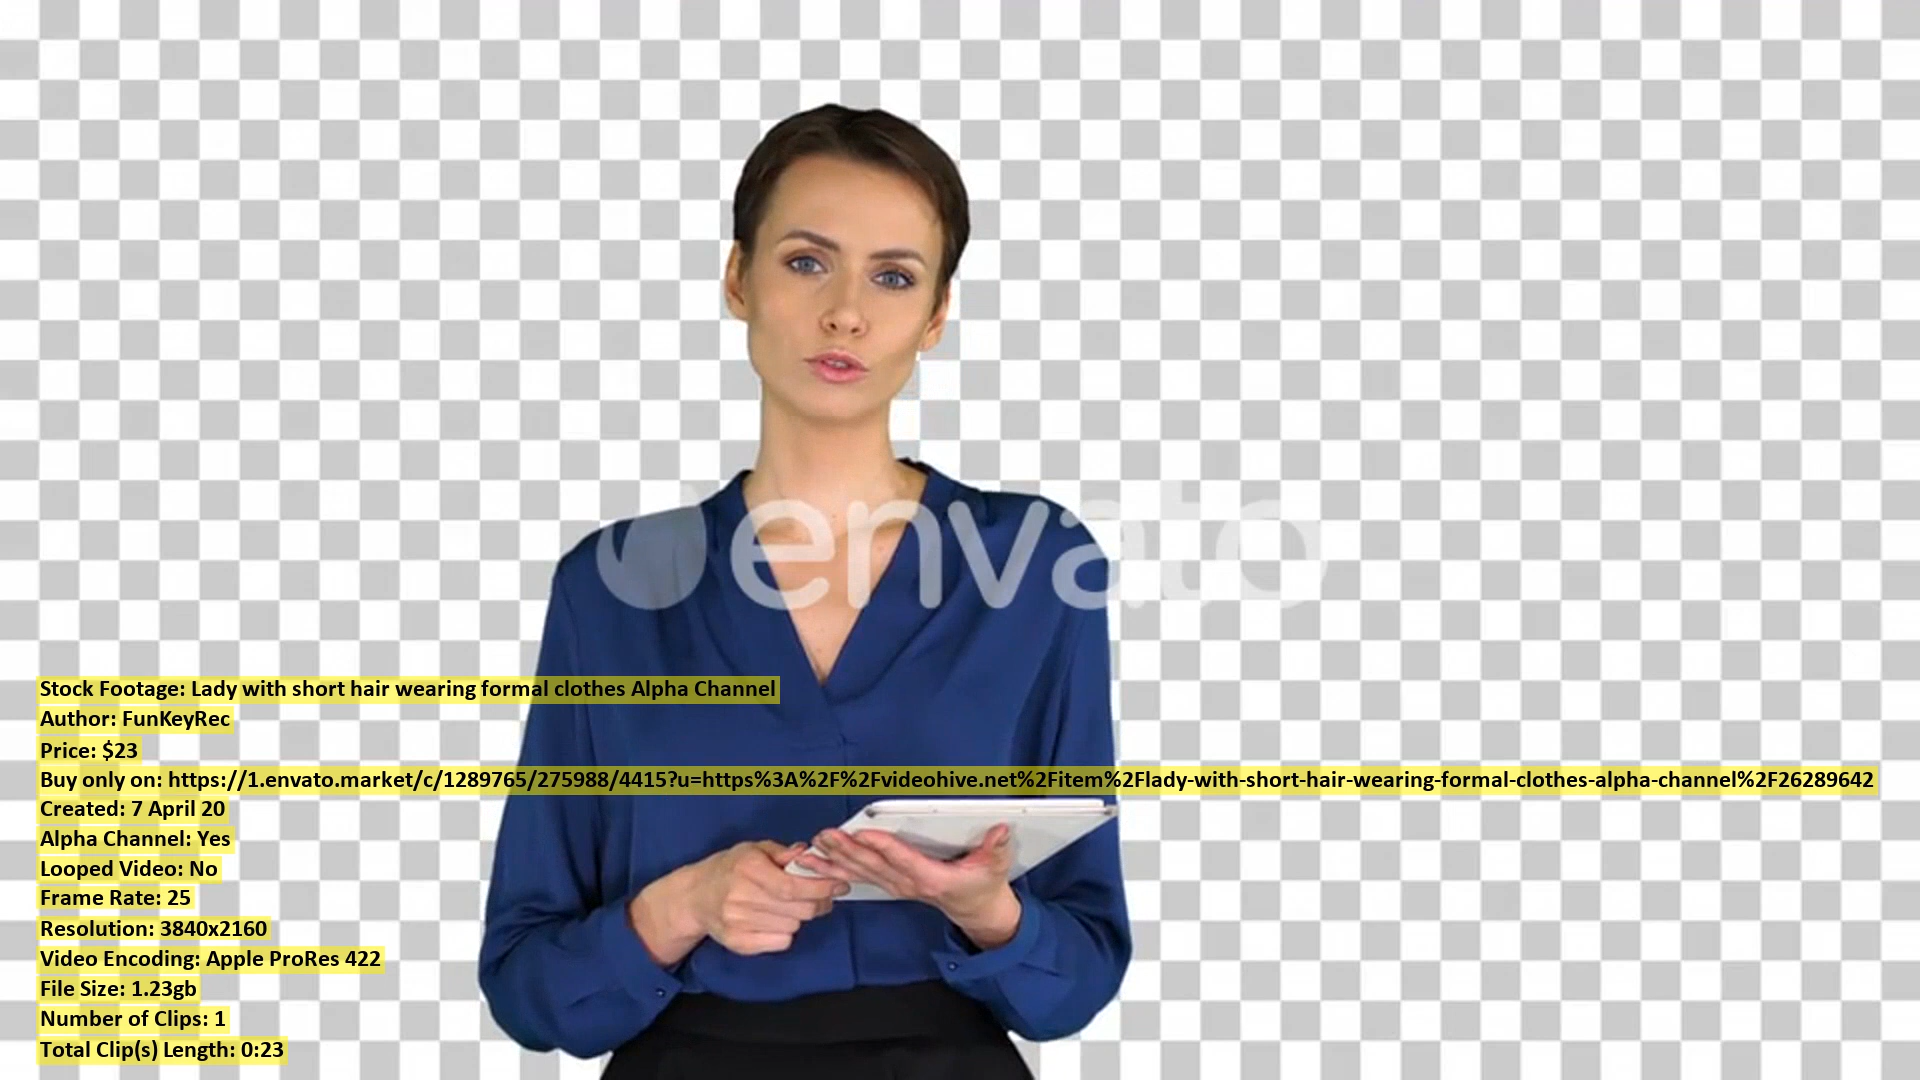 envato
Stock Footage: Lady with short hair wearing formal clothes Alpha Channel
Author: FunKeyRec
Price: $23
Buy only on: https://1.envato.market/c/1289765/275988/4415?u=https%3A%2F%2Fvideohive.net%2Fitem%2Flady-with-short-hair-wearing-formal-clothes-alpha-channel%2F26289642
Created: 7 April 20
Alpha Channel: Yes
Looped Video: No
Frame Rate: 25
Resolution: 3840x2160
Video Encoding: Apple ProRes 422
File Size: 1.23gb
Number of Clips: 1
Total Clip(s) Length: 0:23